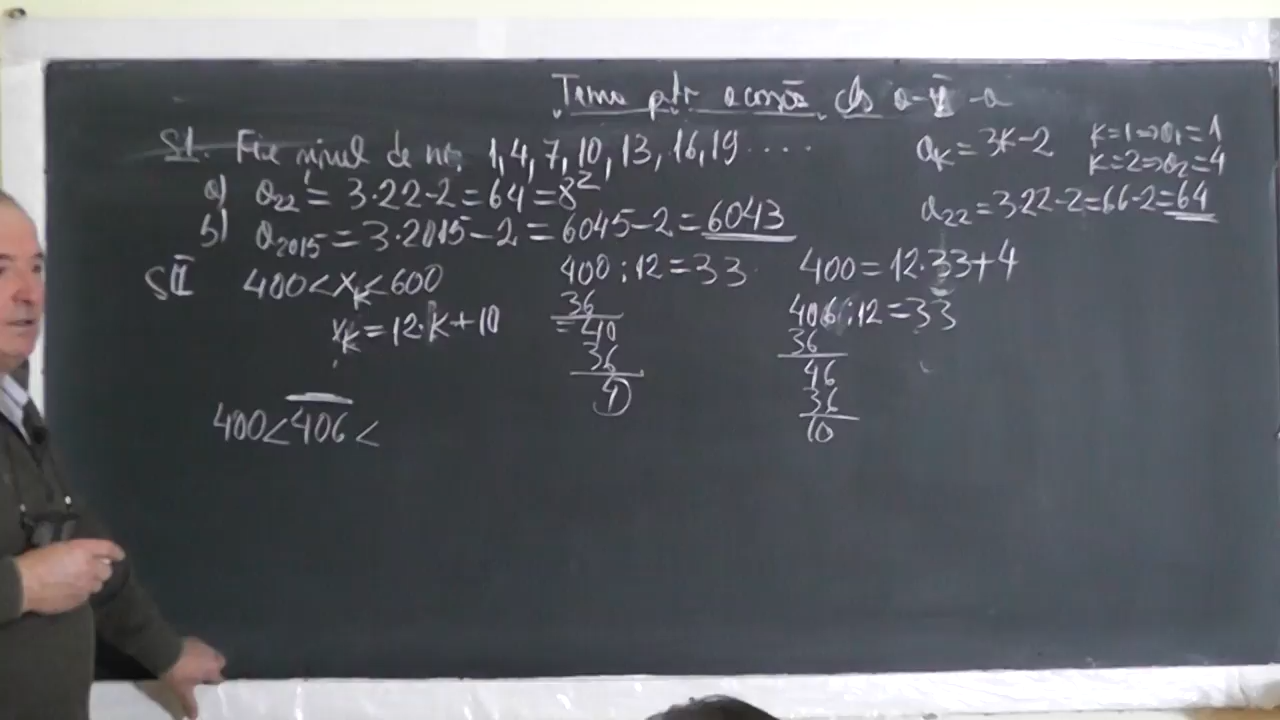 Tema ptr acasă cls a-V-a
SI. Fie șirul de nr. 1,4,7,10,13,16,19....
a) a₂₂ = 3·22-2=64=8²
b) a₂₀₁₅=3·2015-2=6045-2=6043
aₖ=3k-2
k=1⇒a₁=1
k=2⇒a₂=4
a₂₂=3·22-2=66-2=64
SII 400<xₖ<600
xₖ=12·k+10
400<406<
400:12=33
36
=40
36
4
400=12·33+4
406:12=33
36
46
36
10